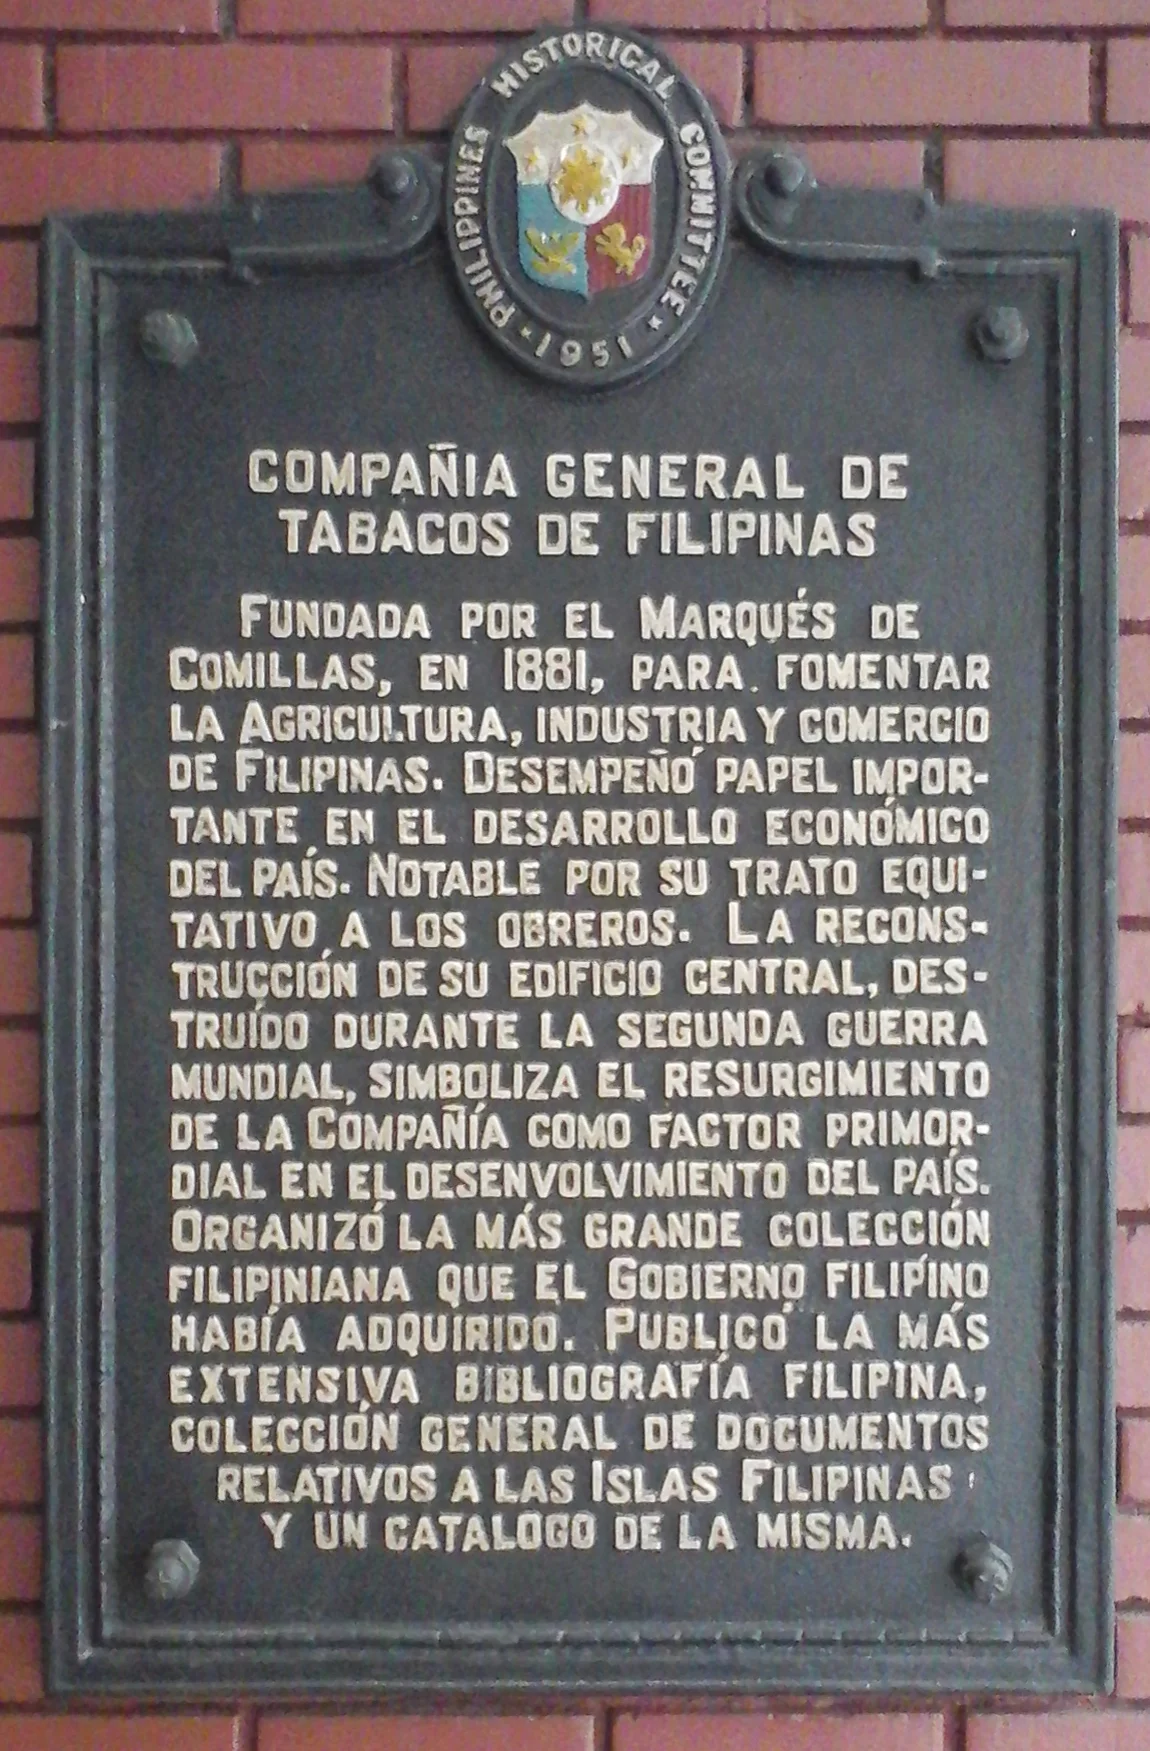 PHILIPPINES HISTORICAL COMMITTEE
★ 1951 ★
COMPAÑIA GENERAL DE
TABACOS DE FILIPINAS
FUNDADA POR EL MARQUÉS DE
COMILLAS, EN 1881, PARA. FOMENTAR
LA AGRICULTURA, INDUSTRIA Y COMERCIO
DE FILIPINAS. DESEMPEÑÓ PAPEL IMPOR-
TANTE EN EL DESARROLLO ECONÓMICO
DEL PAÍS. NOTABLE POR SU TRATO EQUI-
TATIVO A LOS OBREROS. LA RECONS-
TRUCCIÓN DE SU EDIFICIO CENTRAL, DES-
TRUÍDO DURANTE LA SEGUNDA GUERRA
MUNDIAL, SIMBOLIZA EL RESURGIMIENTO
DE LA COMPAÑÍA COMO FACTOR PRIMOR-
DIAL EN EL DESENVOLVIMIENTO DEL PAÍS.
ORGANIZÓ LA MÁS GRANDE COLECCIÓN
FILIPINIANA QUE EL GOBIERNO FILIPINO
HABÍA ADQUIRIDO. PUBLICÓ LA MÁS
EXTENSIVA BIBLIOGRAFÍA FILIPINA,
COLECCIÓN GENERAL DE DOCUMENTOS
RELATIVOS A LAS ISLAS FILIPINAS
Y UN CATALOGO DE LA MISMA.